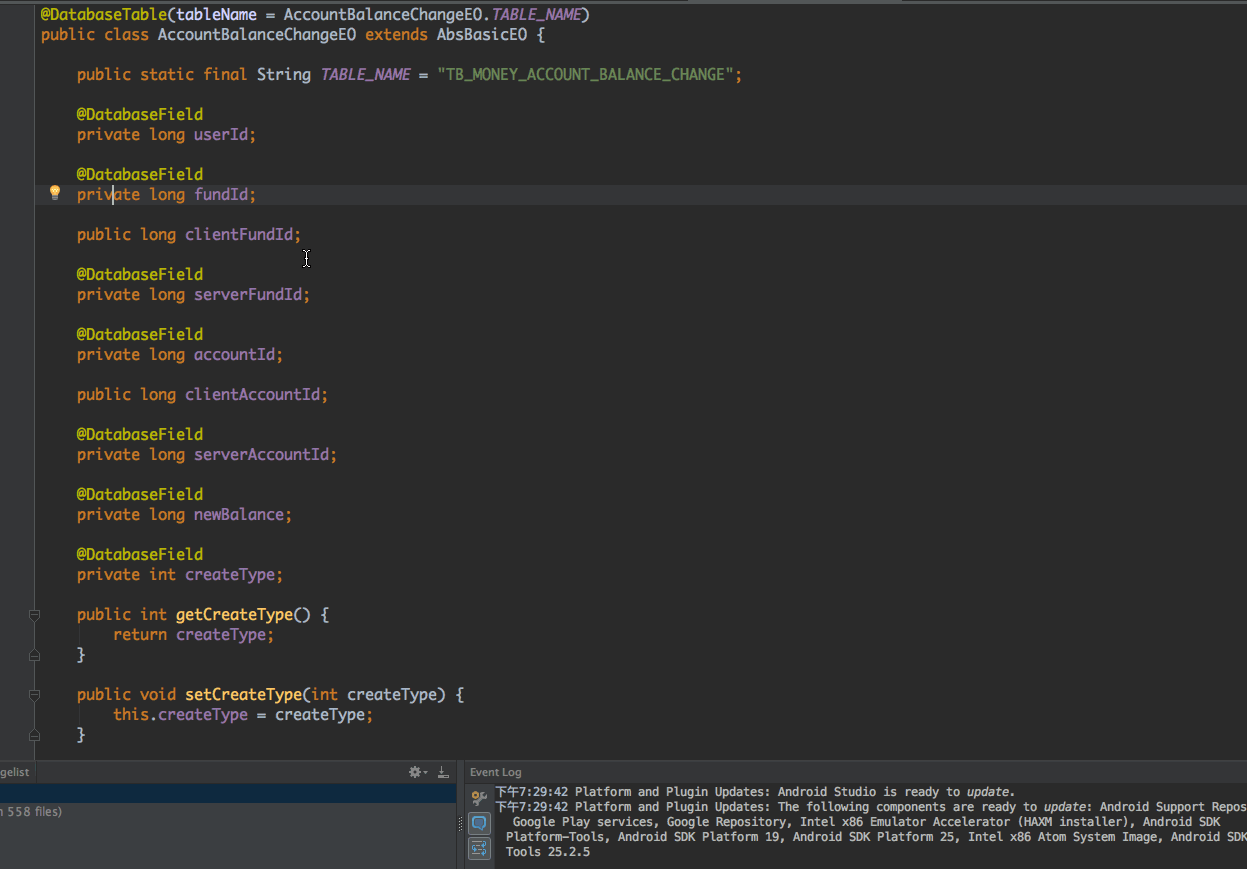 @DatabaseTable(tableName = AccountBalanceChangeEO.TABLE_NAME)
public class AccountBalanceChangeEO extends AbsBasicEO {
public static final String TABLE_NAME = "TB_MONEY_ACCOUNT_BALANCE_CHANGE";
@DatabaseField
private long userId;
@DatabaseField
private long fundId;
public long clientFundId;
@DatabaseField
private long serverFundId;
@DatabaseField
private long accountId;
public long clientAccountId;
@DatabaseField
private long serverAccountId;
@DatabaseField
private long newBalance;
@DatabaseField
private int createType;
public int getCreateType() {
return createType;
}
public void setCreateType(int createType) {
this.createType = createType;
}
gelist
n 558 files)
Event Log
下午7:29:42 Platform and Plugin Updates: Android Studio is ready to update.
下午7:29:42 Platform and Plugin Updates: The following components are ready to update: Android Support Repos
Google Play services, Google Repository, Intel x86 Emulator Accelerator (HAXM installer), Android SDK
Platform-Tools, Android SDK Platform 19, Android SDK Platform 25, Intel x86 Atom System Image, Android SDK
Tools 25.2.5